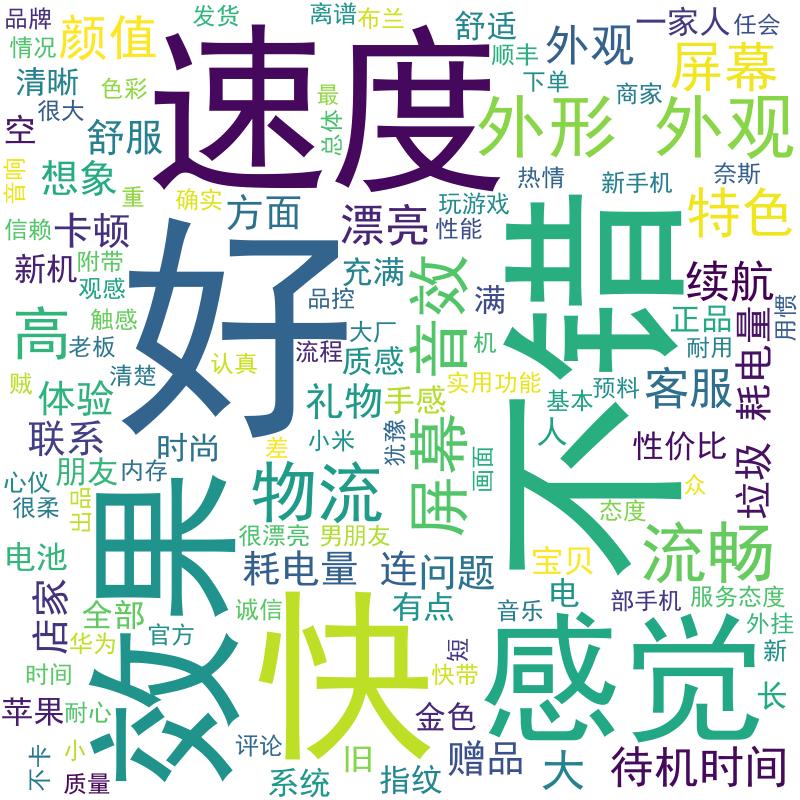 品牌
发货
离谱
布兰
舒适
一家人
任会
情况
颜值
速度
顺丰
外观
屏幕
清晰
色彩
最
总体
下单
商家
很大
空
舒服
外形
外观
音响
想象
重
确实
方面
漂亮
玩游戏
热情
新手机
奈斯
信赖
卡顿
性能
不错
特色
新机
附带
好
充满
音效
续航
观感
品控
满
正品
用惯
高
触感
大厂
机
耐用
耗电量
老板
流程
质感
贼
清楚
认真
实用功能
预料
客服
体验
礼物
手感
基本
联系
时尚
差
小米
犹豫
屏幕
人
性价比
垃圾
朋友
内存
物流
画面
心仪
很柔
出品
效果
很漂亮
男朋友
众
态度
流畅
电池
耗电量
连
问题
宝贝
店家
全部
诚信
有点
音乐
电
部手机
服务态度
华为
官方
快
感觉
外挂
短
新
时间
快带
长
苹果
耐心
金色
不卡
小
评论
旧
赠品
大
待机时间
质量
系统
指纹